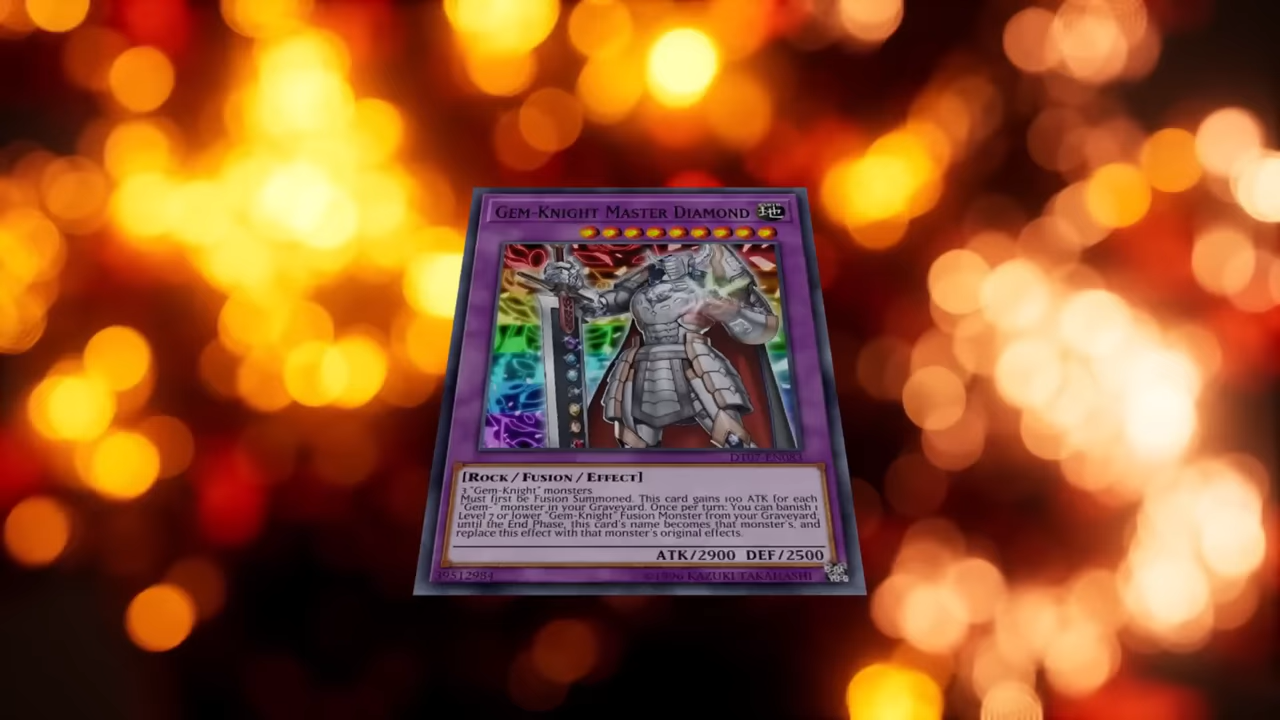 Gem-Knight Master Diamond
地
[Rock / Fusion / Effect]
3 "Gem-Knight" monsters
Must first be Fusion Summoned. This card gains 100 ATK for each
"Gem-" monster in your Graveyard. Once per turn: You can banish 1
Level 7 or lower "Gem-Knight" Fusion Monster from your Graveyard;
until the End Phase, this card's name becomes that monster's, and
replace this effect with that monster's original effects.
ATK/2900 DEF/2500
©1996 KAZUKI TAKAHASHI